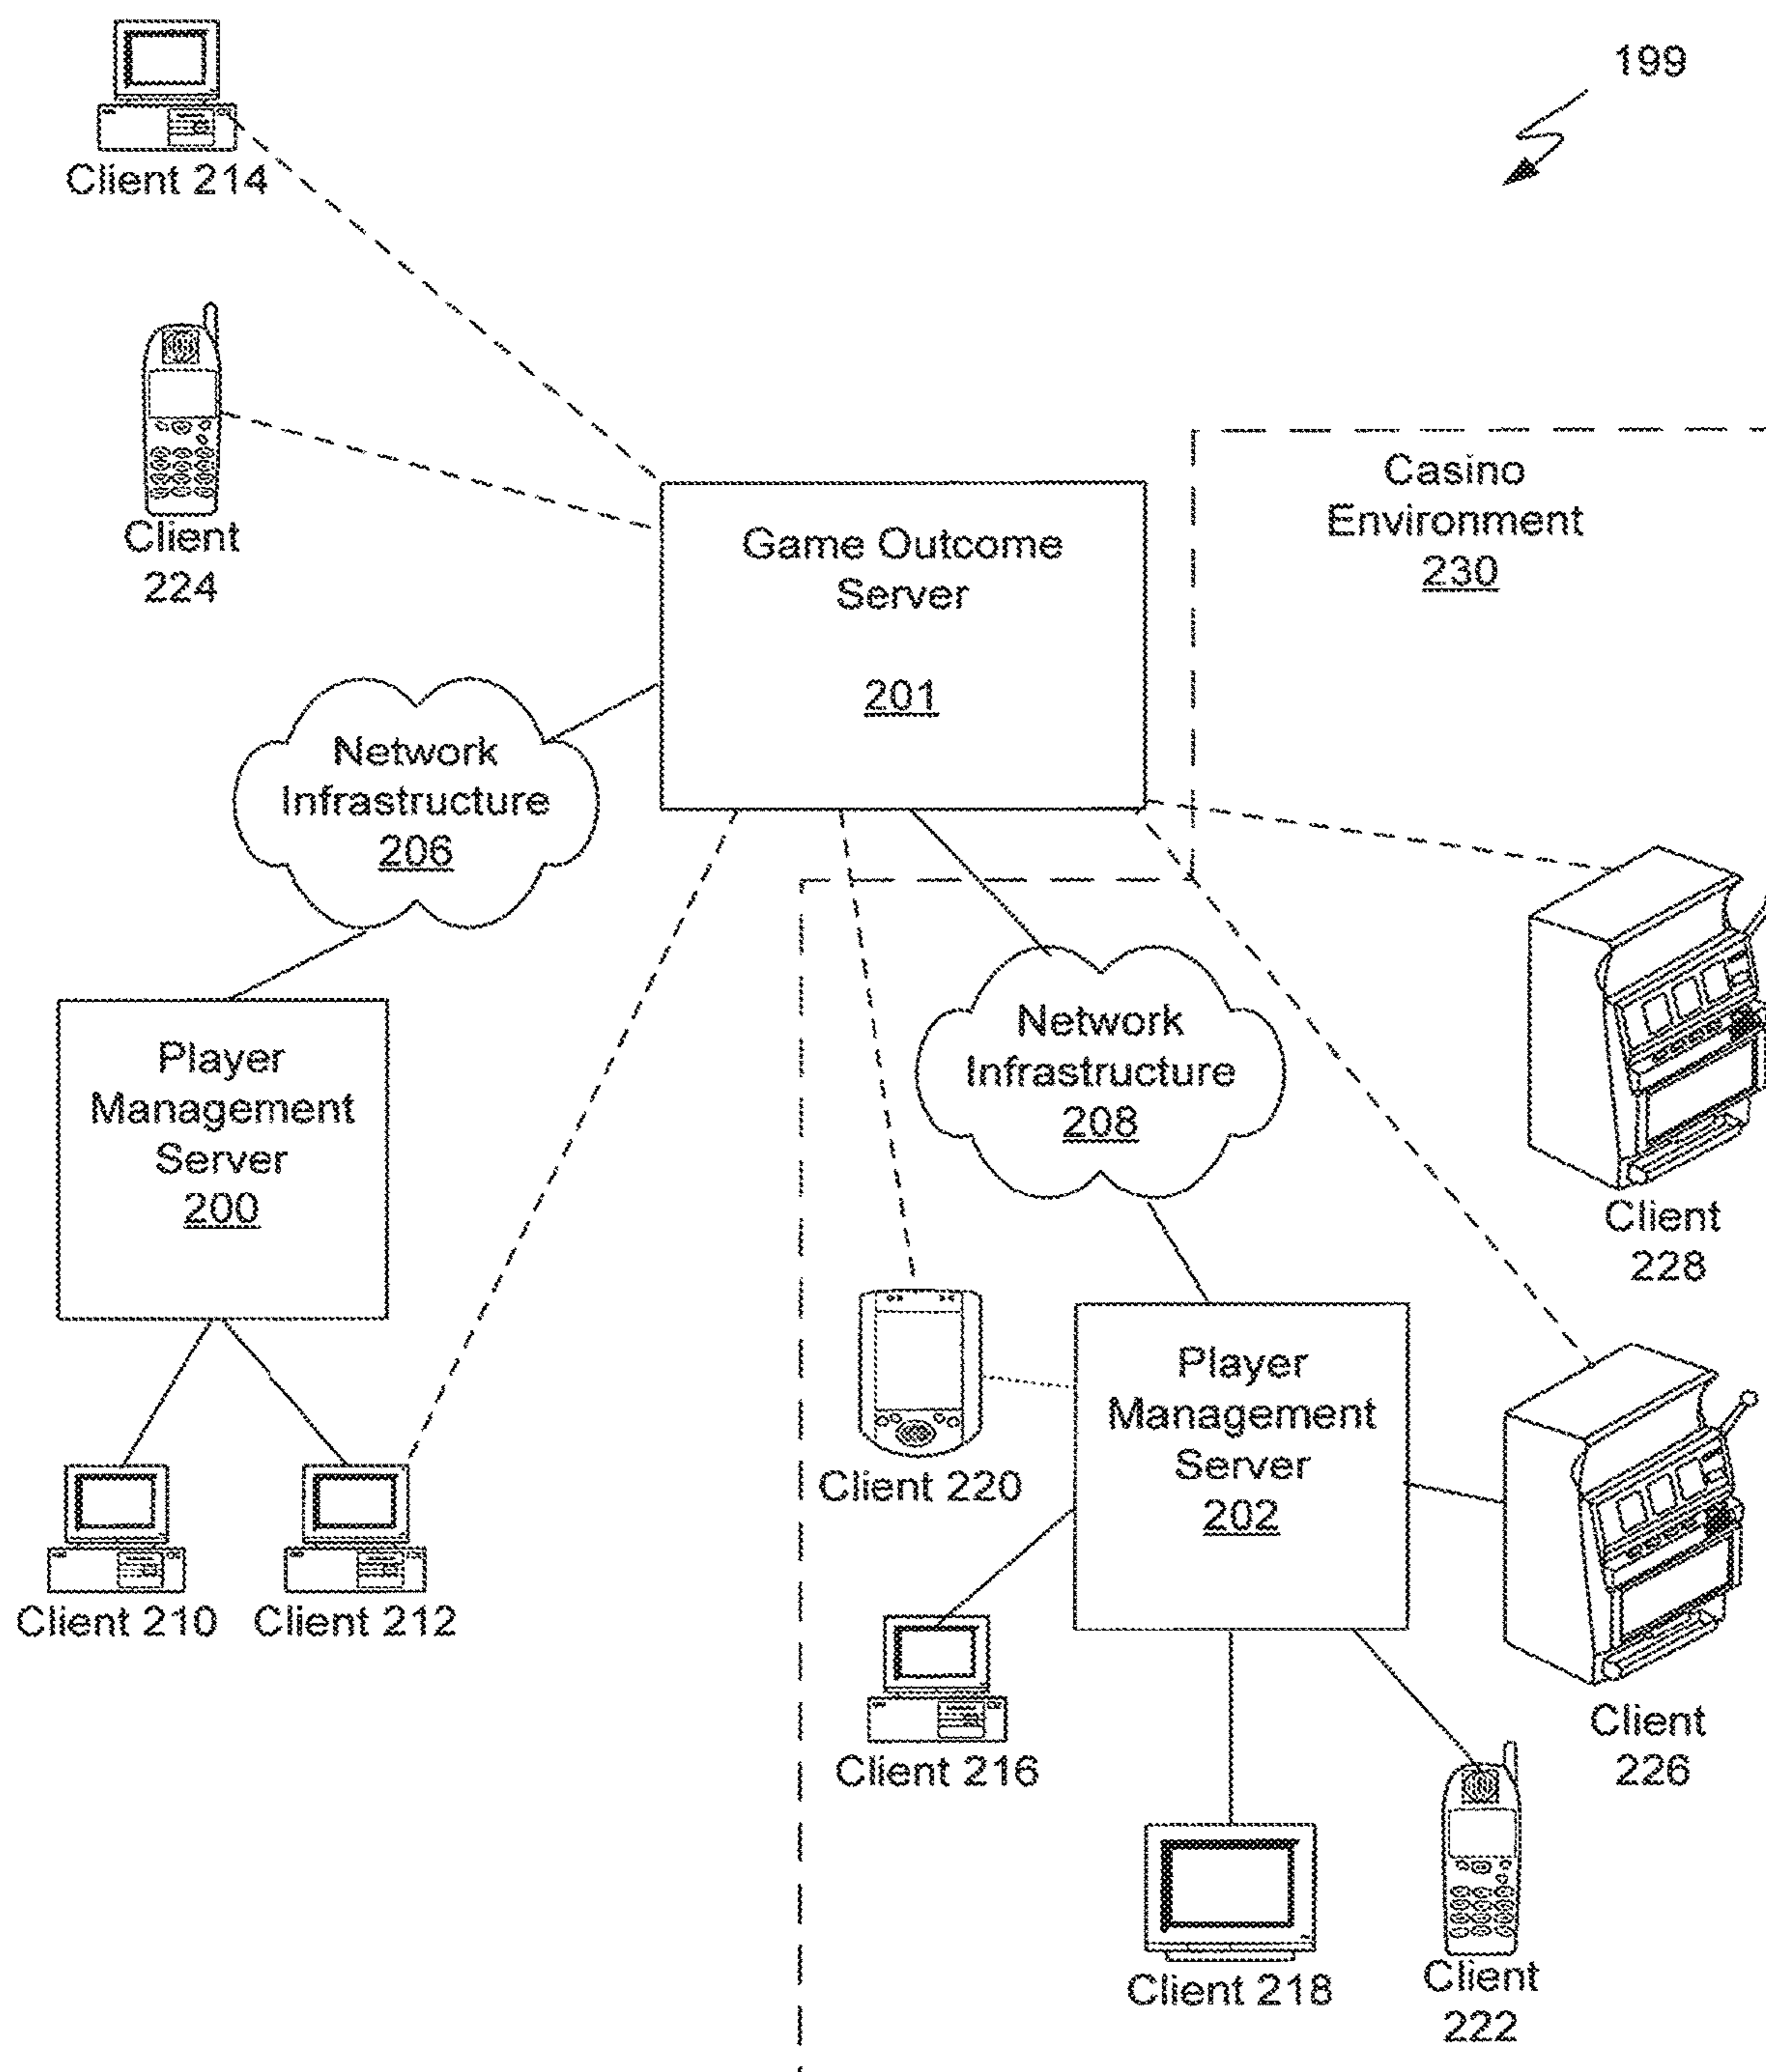 199
Client 214
Client
224
Casino
Environment
230
Game Outcome
Server
201
Network
Infrastructure
206
Network
Infrastructure
208
Player
Management
Server
200
Client
228
Player
Management
Server
202
Client 220
Client 210
Client 212
Client
226
Client 216
Client 218
Client
222